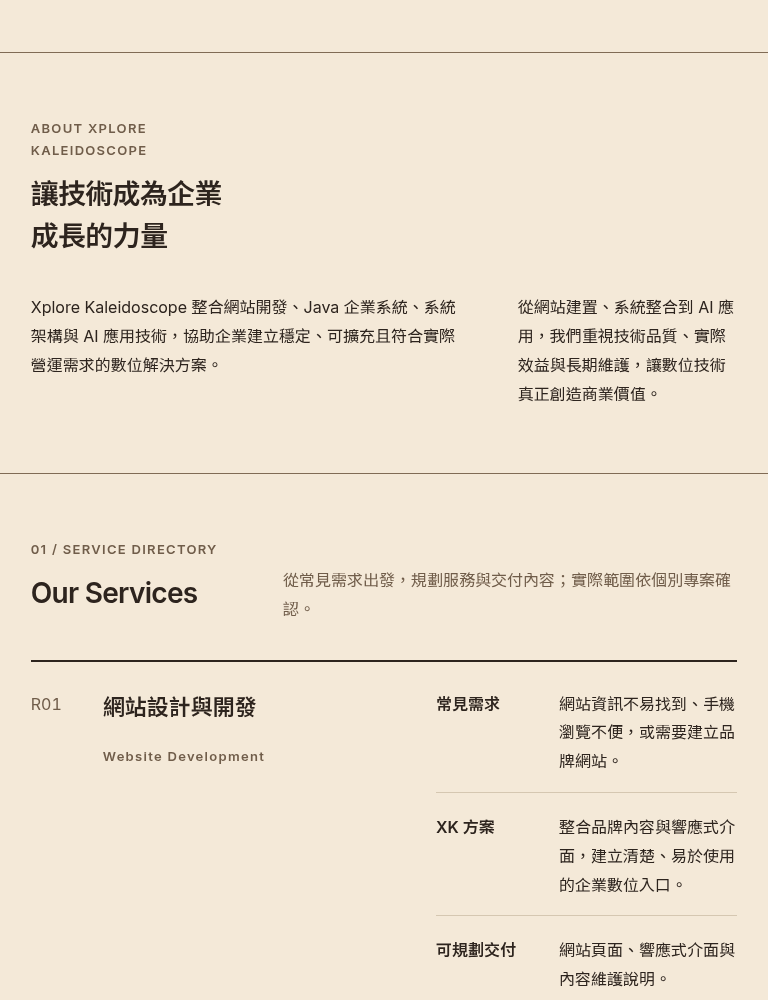 ABOUT XPLORE
KALEIDOSCOPE
讓技術成為企業
成長的力量
Xplore Kaleidoscope 整合網站開發、Java 企業系統、系統
架構與 AI 應用技術，協助企業建立穩定、可擴充且符合實際
營運需求的數位解決方案。
從網站建置、系統整合到 AI 應
用，我們重視技術品質、實際
效益與長期維護，讓數位技術
真正創造商業價值。
01 / SERVICE DIRECTORY
Our Services
從常見需求出發，規劃服務與交付內容；實際範圍依個別專案確
認。
R01
網站設計與開發
Website Development
常見需求
網站資訊不易找到、手機
瀏覽不便，或需要建立品
牌網站。
XK 方案
整合品牌內容與響應式介
面，建立清楚、易於使用
的企業數位入口。
可規劃交付
網站頁面、響應式介面與
內容維護說明。